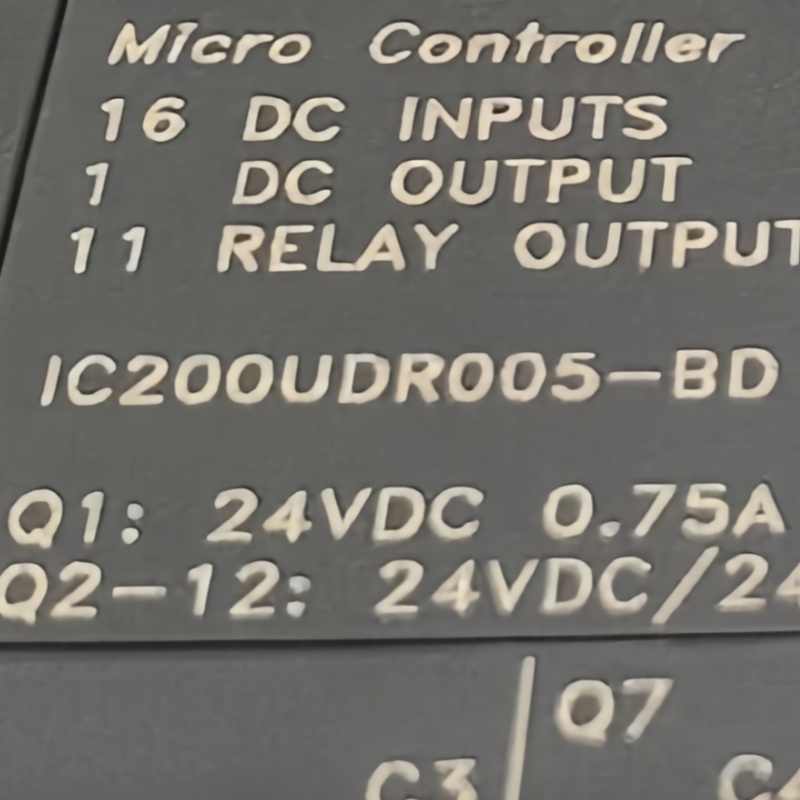 Micro Controller
16 DC INPUTS
1 DC OUTPUT
11 RELAY OUTPUT
IC200UDR005-BD
Q1: 24VDC 0.75A
Q2-12: 24VDC/24
Q7
C3